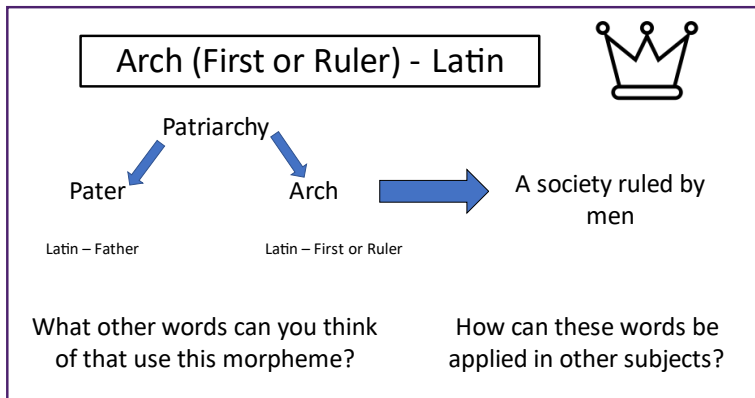 Arch (First or Ruler) - Latin
Patriarchy
Pater
Arch
A society ruled by
men
Latin – Father
Latin – First or Ruler
What other words can you think
of that use this morpheme?
How can these words be
applied in other subjects?